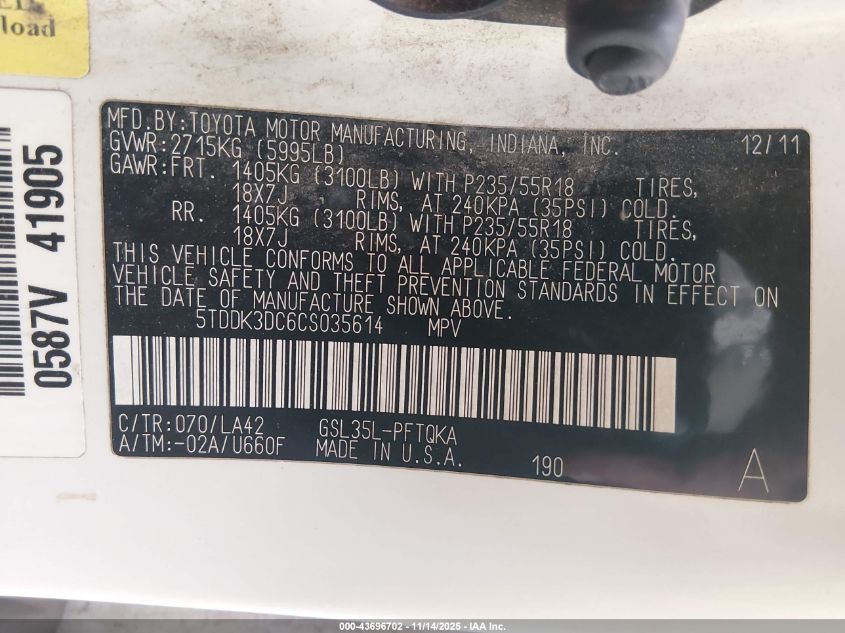 load
0587V 41905
MFD.BY:TOYOTA MOTOR MANUFACTURING, INDIANA, INC. 12/11
GVWR:2715KG (5995LB)
GAWR:FRT. 1405KG (3100LB) WITH P235/55R18 TIRES,
18X7J RIMS, AT 240KPA (35PSI) COLD.
RR. 1405KG (3100LB) WITH P235/55R18 TIRES,
18X7J RIMS, AT 240KPA (35PSI) COLD.
THIS VEHICLE CONFORMS TO ALL APPLICABLE FEDERAL MOTOR
VEHICLE SAFETY AND THEFT PREVENTION STANDARDS IN EFFECT ON
THE DATE OF MANUFACTURE SHOWN ABOVE.
5TDDK3DC6CS035614 MPV
C/TR:070/LA42 GSL35L-PFTQKA
A/TM:-02A/U660F MADE IN U.S.A. 190 A
000-43696702 - 11/14/2025 - IAA Inc.